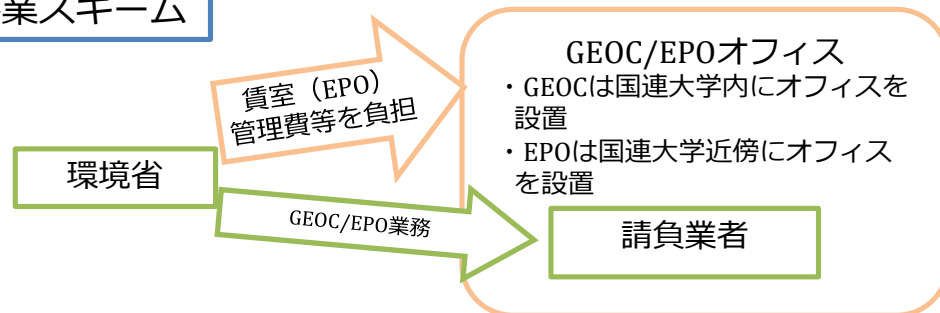 業スキーム
GEOC/EPOオフィス
・GEOCは国連大学内にオフィスを
設置
・EPOは国連大学近傍にオフィス
を設置
賃室（EPO）
管理費等を負担
環境省
GEOC/EPO業務
請負業者